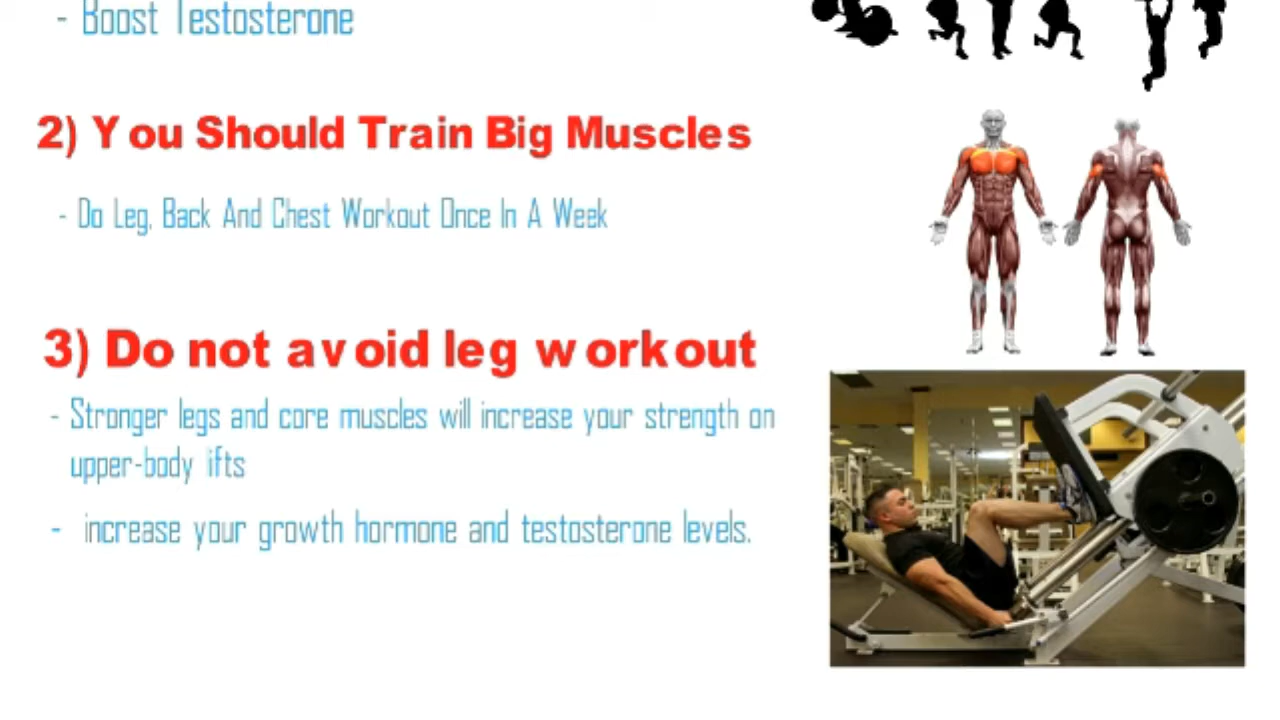 - Boost Testosterone
2) You Should Train Big Muscles
- Do Leg, Back And Chest Workout Once In A Week
3) Do not avoid leg workout
- Stronger legs and core muscles will increase your strength on
upper-body lifts
- increase your growth hormone and testosterone levels.